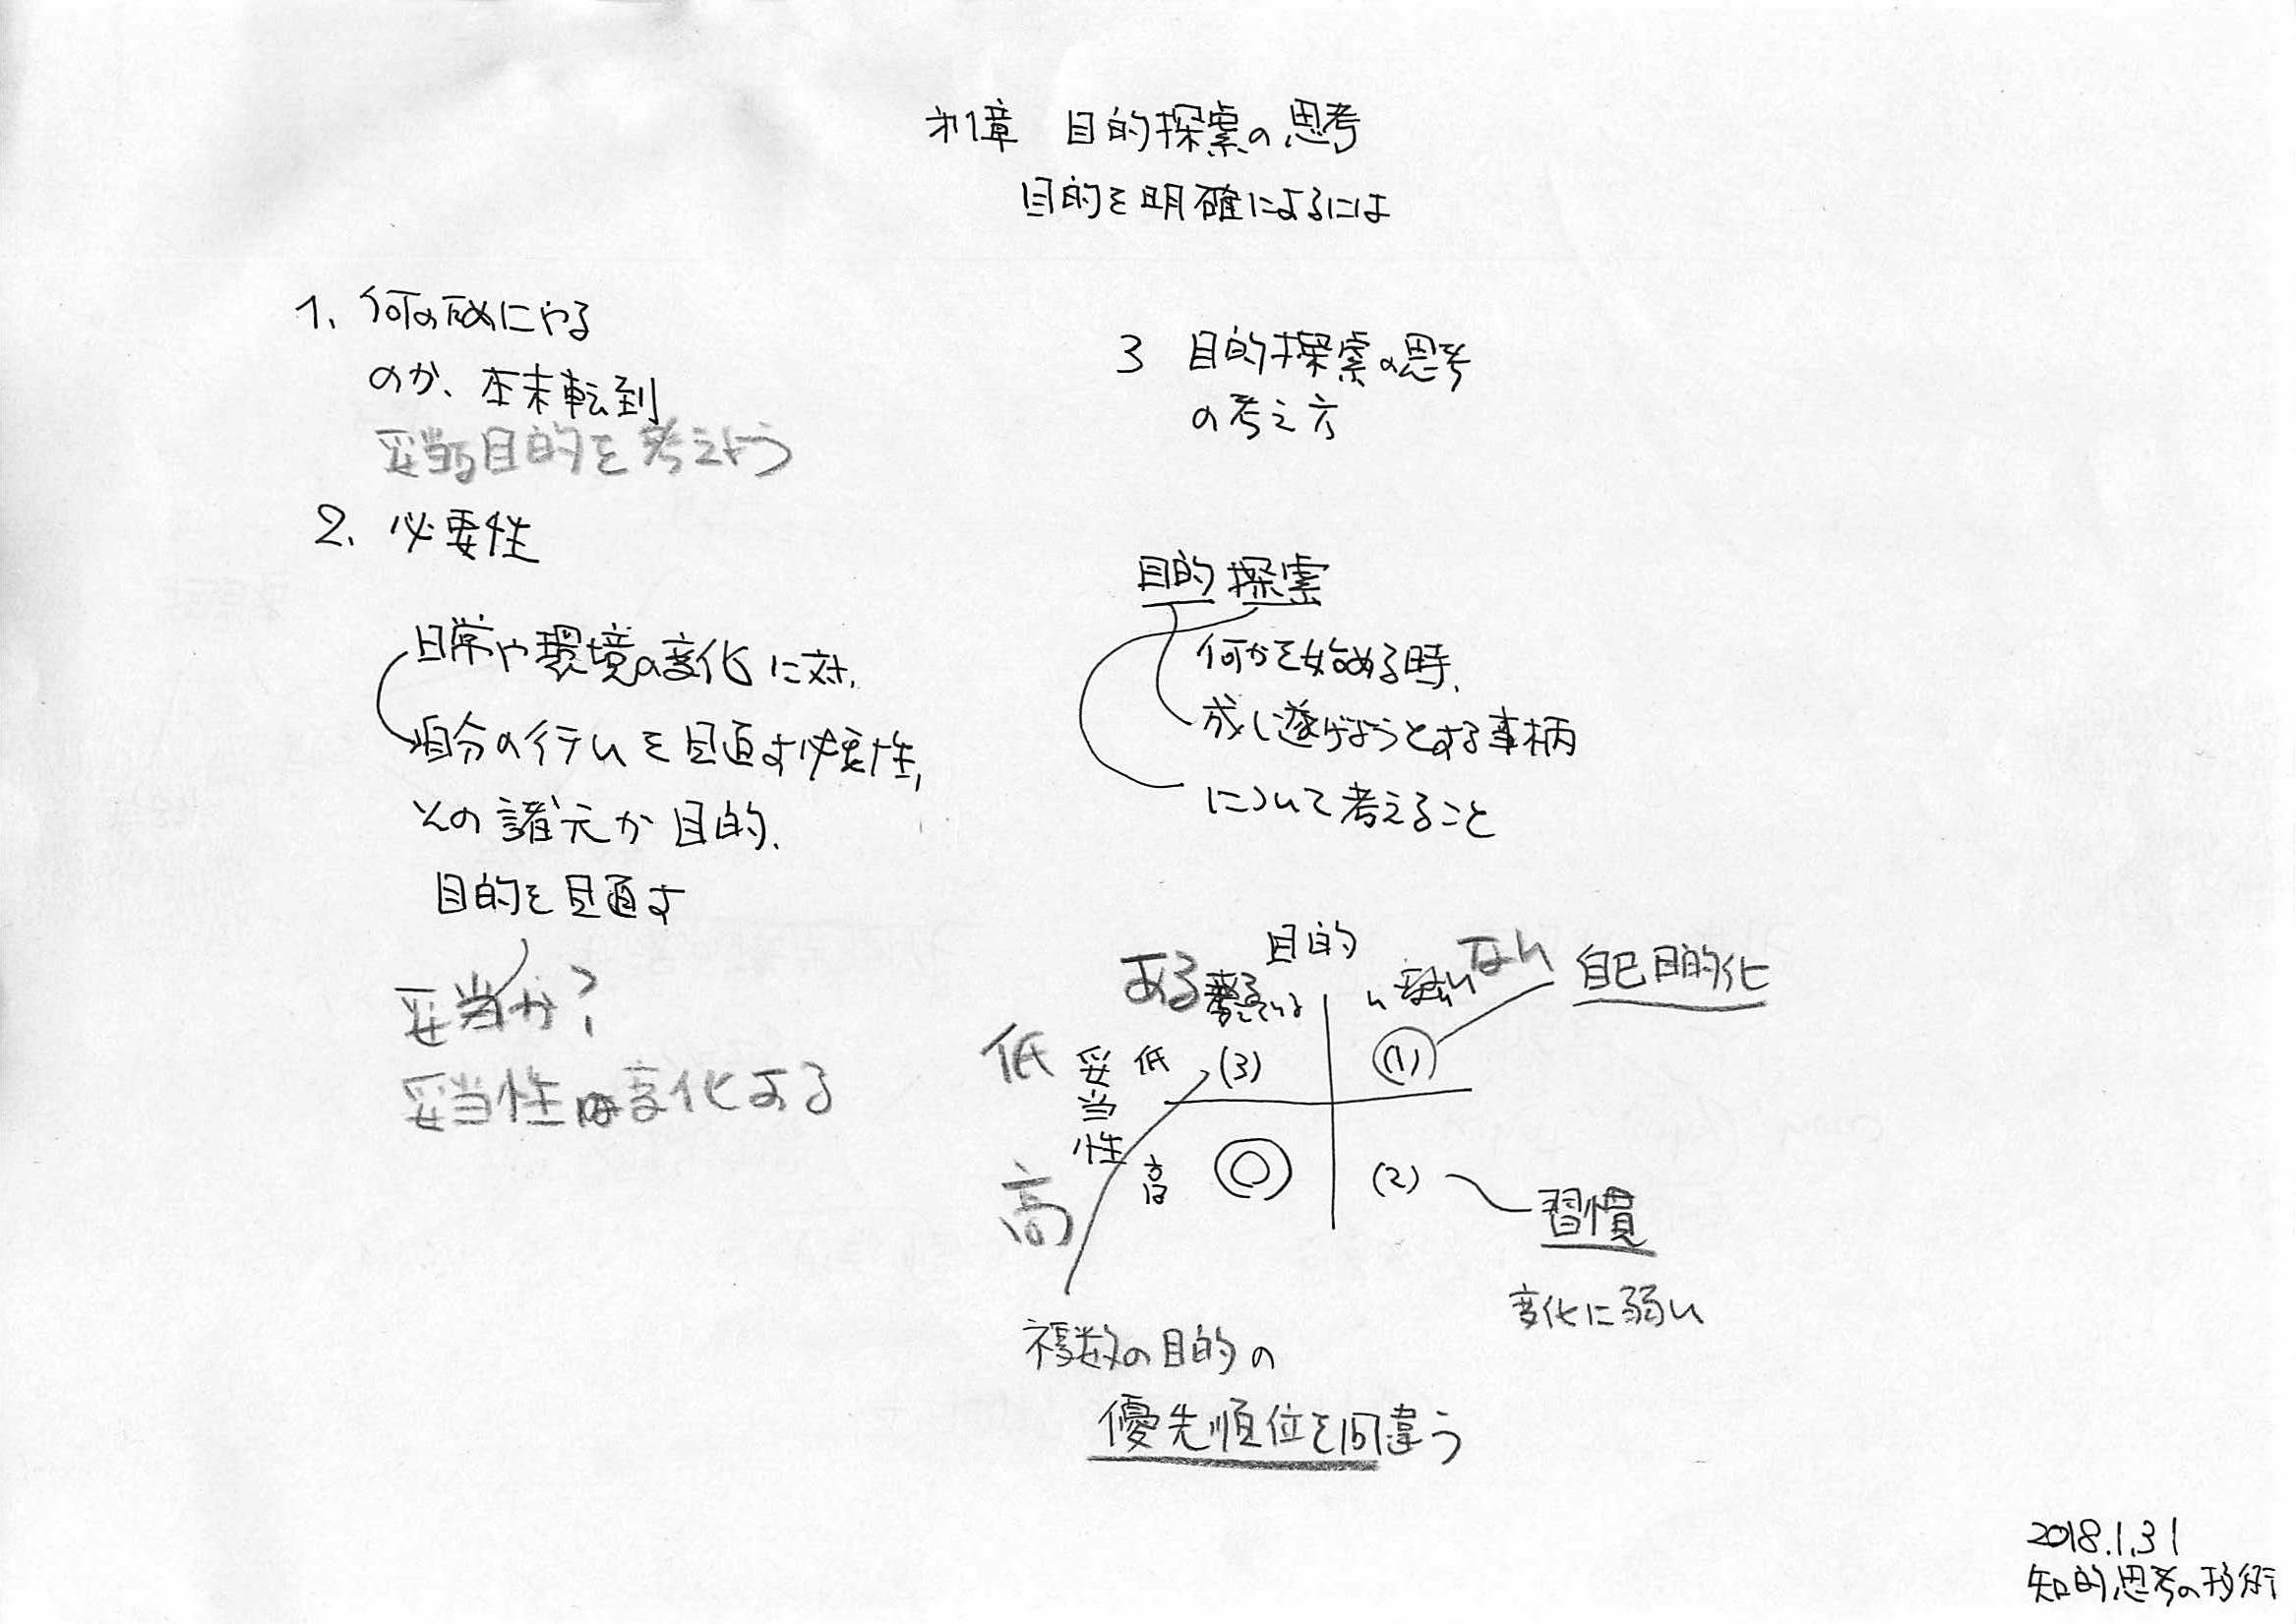 第1章 目的探索の思考
目的を明確にするには
1. 何の為にやる
のか、本末転到
妥当な目的を考えよう
2. 必要性
日常や環境の変化に対,
自分の行ないを見直す必要性,
その諸元が目的.
目的を見直す
妥当か?
妥当性は変化する
3 目的探索の思考
の考え方
目的探索
何かを始める時、
成し遂げようとする事柄
について考えること
目的
ある ない 自己目的化
低 妥当性 低 (3) (1)
高 高 ◎ (2)
習慣
変化に弱い
複数の目的の
優先順位を間違う
2018.1.31
知的思考の技術